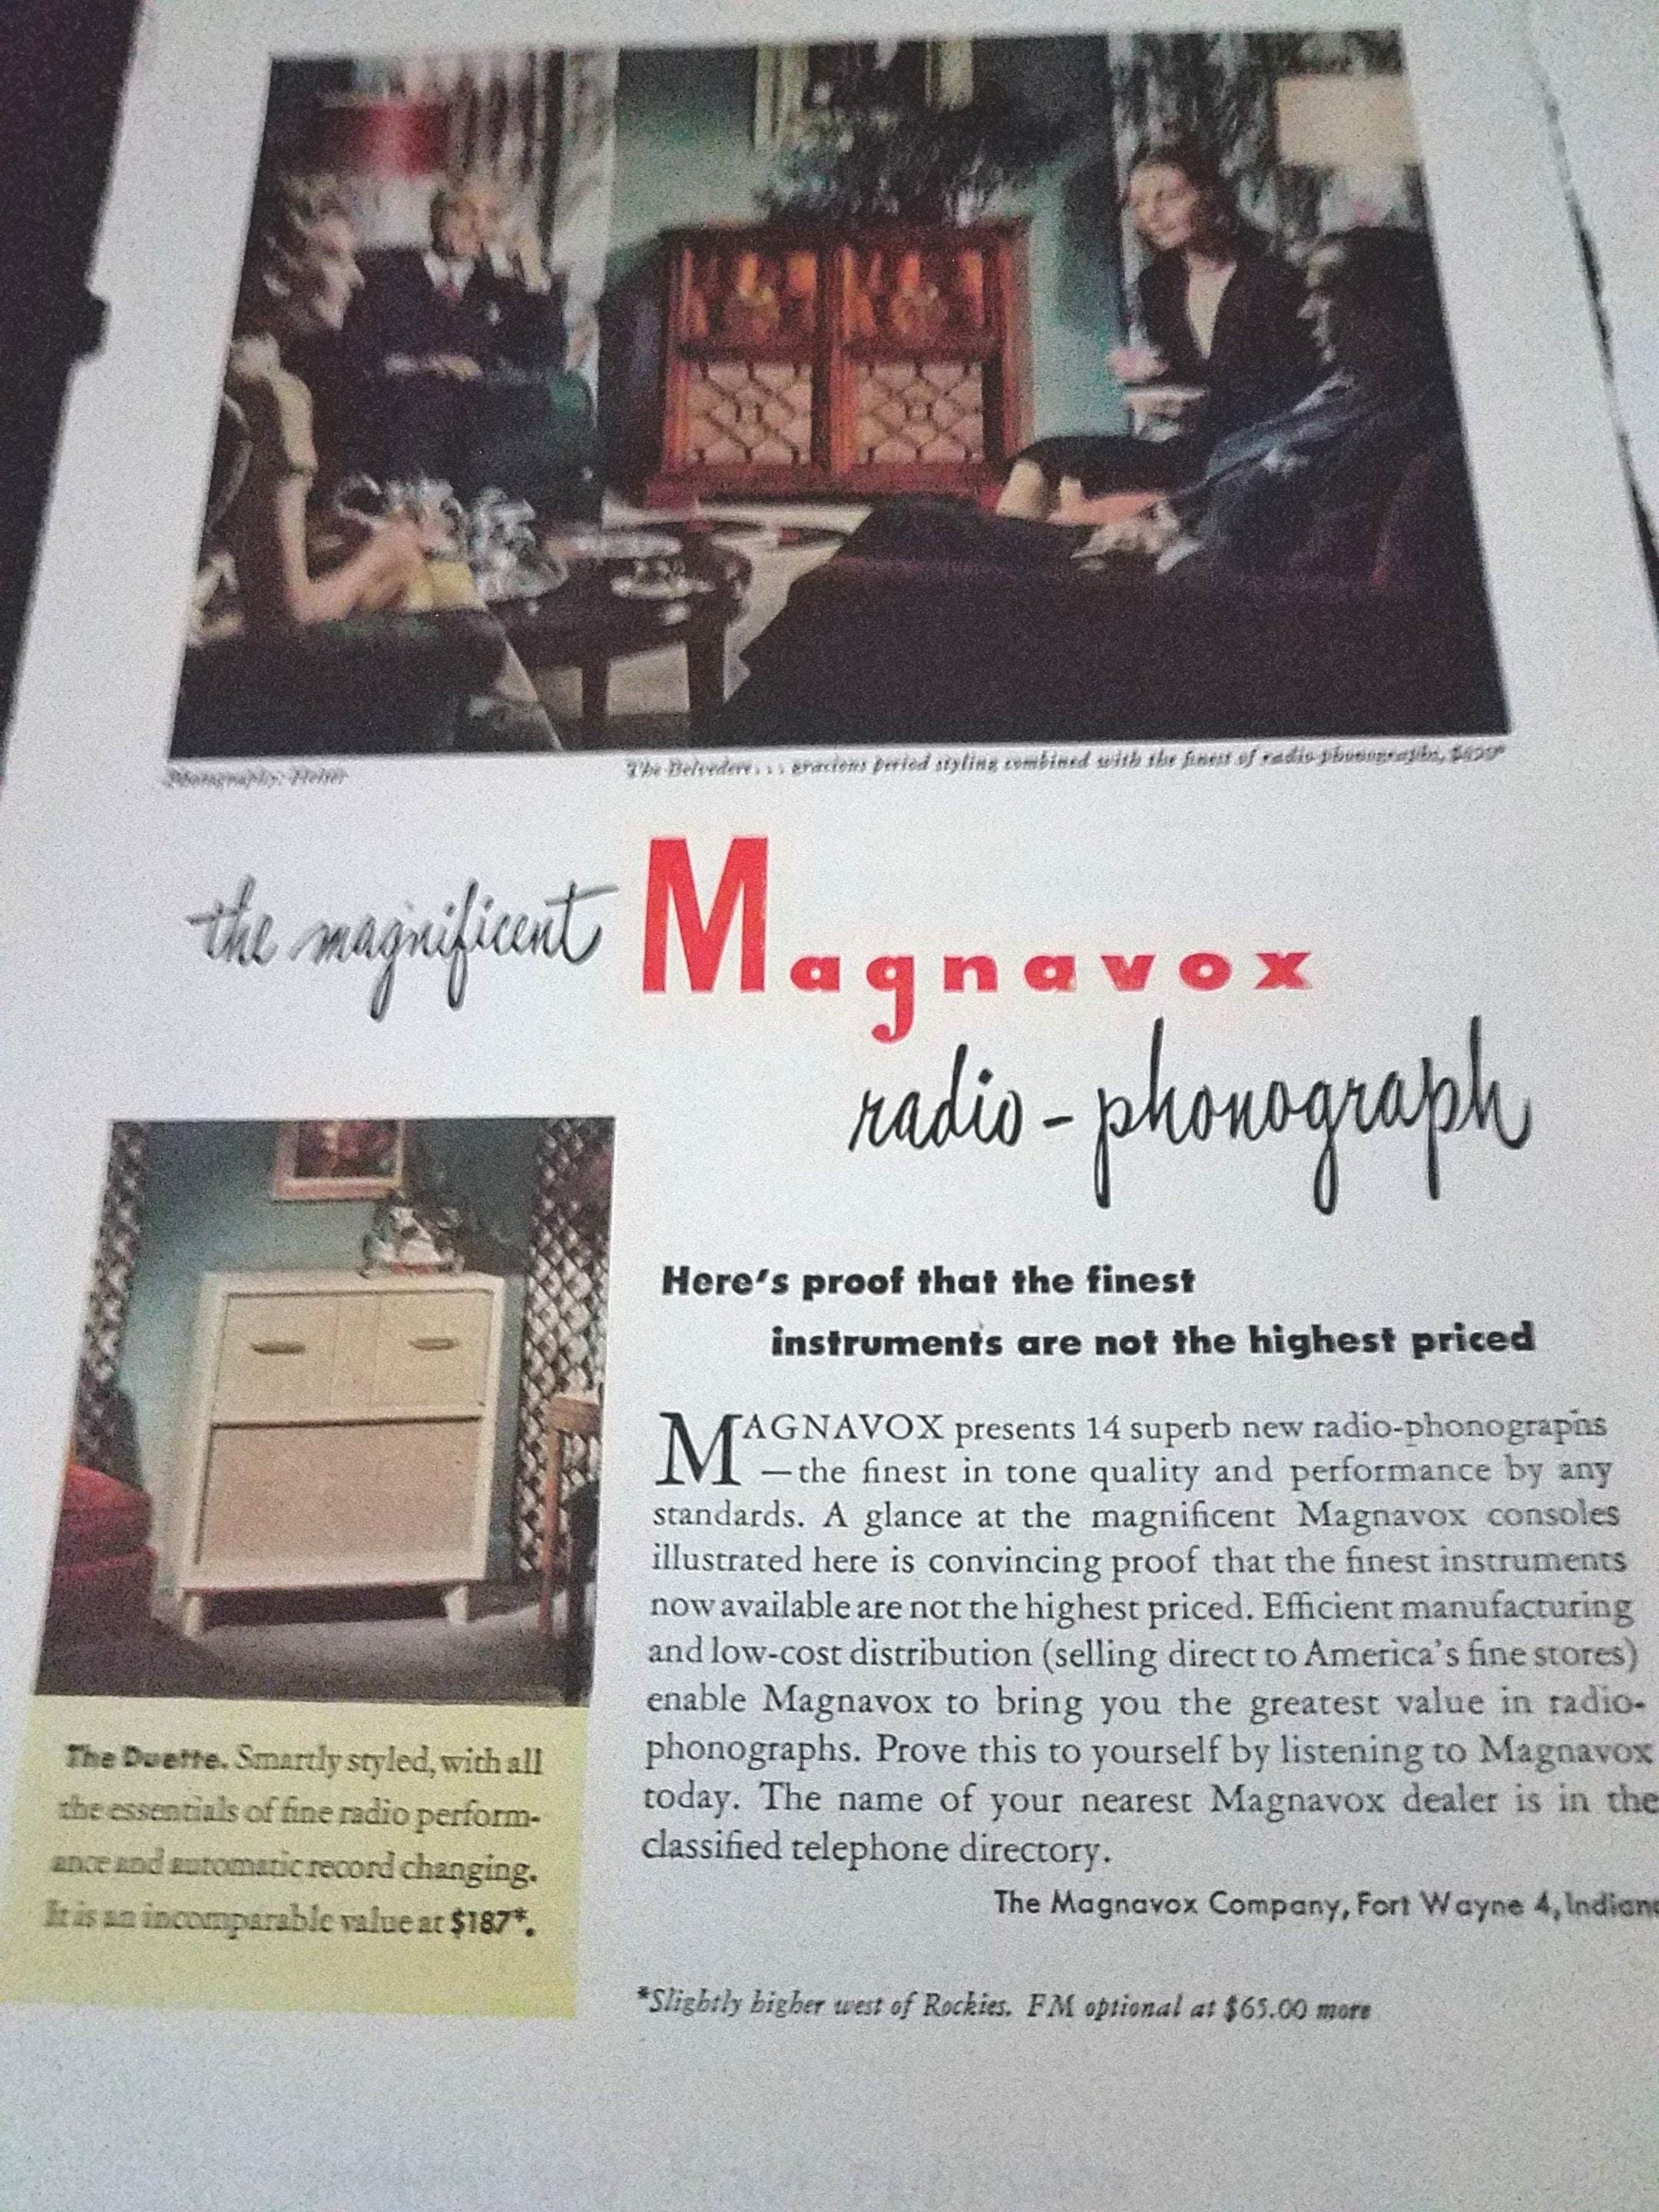 Photography:
The Belvedere... gracious period styling combined with the finest of radio-phonographs,
the magnificent Magnavox
radio-phonograph
Here's proof that the finest
instruments are not the highest priced
MAGNAVOX presents 14 superb new radio-phonographs
—the finest in tone quality and performance by any
standards. A glance at the magnificent Magnavox consoles
illustrated here is convincing proof that the finest instruments
now available are not the highest priced. Efficient manufacturing
and low-cost distribution (selling direct to America's fine stores)
enable Magnavox to bring you the greatest value in radio-
phonographs. Prove this to yourself by listening to Magnavox
today. The name of your nearest Magnavox dealer is in the
classified telephone directory.
The Magnavox Company, Fort Wayne 4, Indiana
The Duette. Smartly styled, with all
the essentials of fine radio perform-
ance and automatic record changing.
It is an incomparable value at $187*.
*Slightly higher west of Rockies. FM optional at $65.00 more